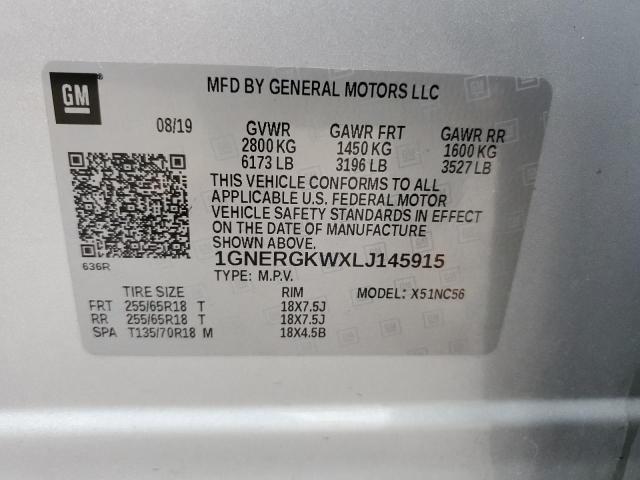 GM
MFD BY GENERAL MOTORS LLC
08/19 GVWR GAWR FRT GAWR RR
2800 KG 1450 KG 1600 KG
6173 LB 3196 LB 3527 LB
THIS VEHICLE CONFORMS TO ALL
APPLICABLE U.S. FEDERAL MOTOR
VEHICLE SAFETY STANDARDS IN EFFECT
ON THE DATE OF MANUFACTURE
SHOWN ABOVE.
636R
1GNERGKWXLJ145915
TYPE: M.P.V.
TIRE SIZE RIM MODEL: X51NC56
FRT 255/65R18 T 18X7.5J
RR 255/65R18 T 18X7.5J
SPA T135/70R18 M 18X4.5B